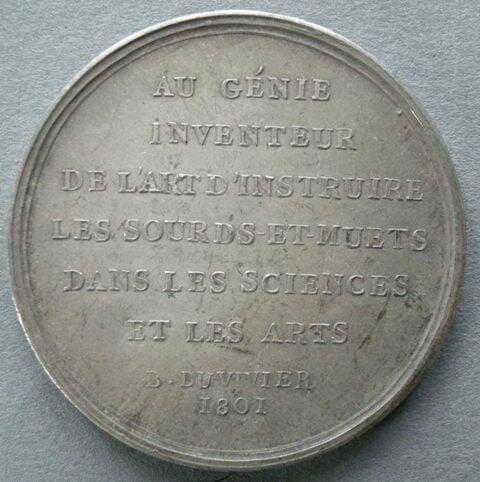 AU GÉNIE
INVENTEUR
DE L'ART D'INSTRUIRE
LES SOURDS-ET-MUETS
DANS LES SCIENCES
ET LES ARTS
B. DUVIVIER
1801